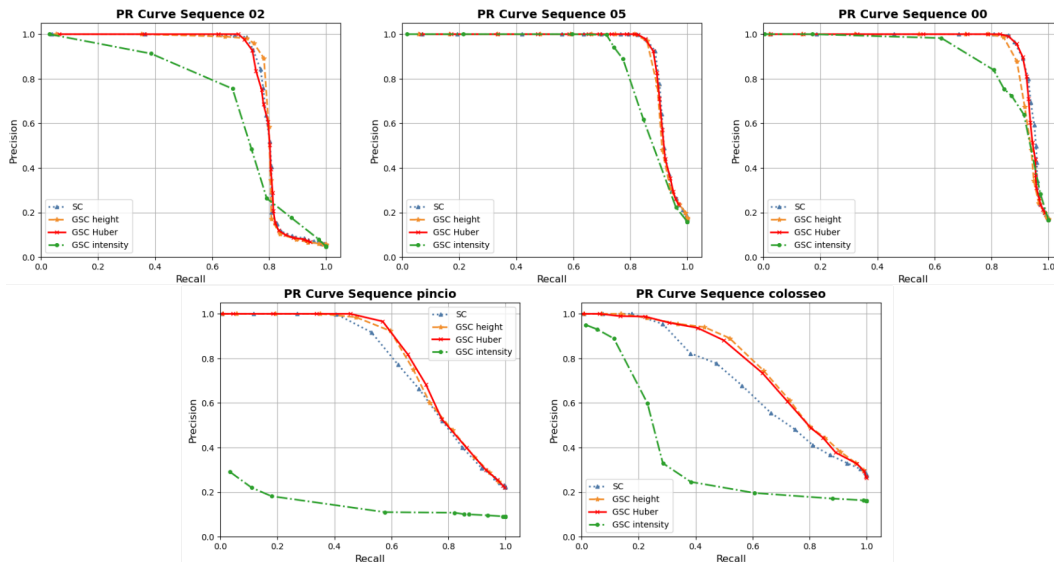 PR Curve Sequence 02
1.0
0.8
0.6
0.4
0.2
0.0
Precision
SC
GSC height
GSC Huber
GSC intensity
0.0 0.2 0.4 0.6 0.8 1.0
Recall
PR Curve Sequence 05
1.0
0.8
0.6
0.4
0.2
0.0
Precision
SC
GSC height
GSC Huber
GSC intensity
0.0 0.2 0.4 0.6 0.8 1.0
Recall
PR Curve Sequence 00
1.0
0.8
0.6
0.4
0.2
0.0
Precision
SC
GSC height
GSC Huber
GSC intensity
0.0 0.2 0.4 0.6 0.8 1.0
Recall
PR Curve Sequence pincio
1.0
0.8
0.6
0.4
0.2
0.0
Precision
SC
GSC height
GSC Huber
GSC intensity
0.0 0.2 0.4 0.6 0.8 1.0
Recall
PR Curve Sequence colosseo
1.0
0.8
0.6
0.4
0.2
0.0
Precision
SC
GSC height
GSC Huber
GSC intensity
0.0 0.2 0.4 0.6 0.8 1.0
Recall